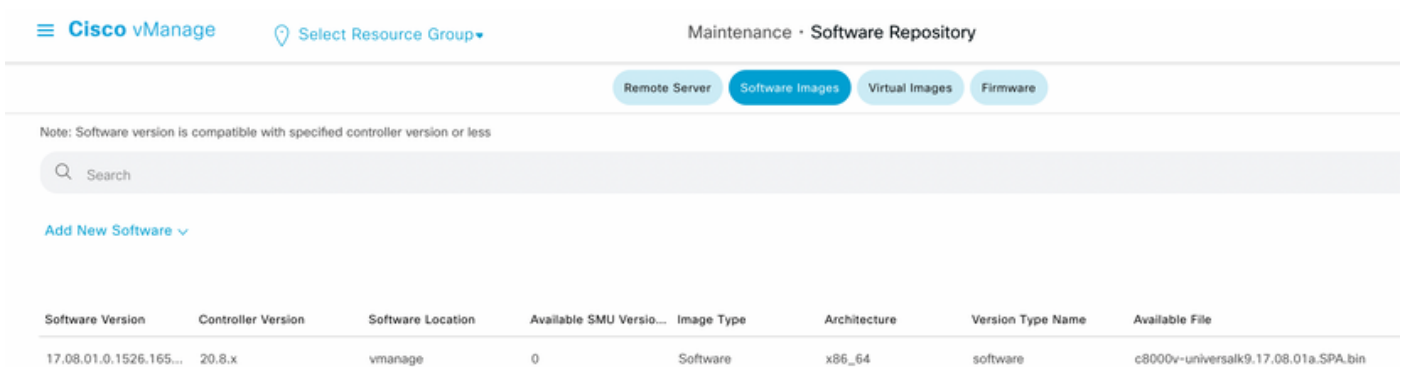 Cisco vManage Select Resource Group Maintenance · Software Repository
Remote Server Software Images Virtual Images Firmware
Note: Software version is compatible with specified controller version or less
Search
Add New Software
Software Version Controller Version Software Location Available SMU Versio... Image Type Architecture Version Type Name Available File
17.08.01.0.1526.165... 20.8.x vmanage 0 Software x86_64 software c8000v-universalk9.17.08.01a.SPA.bin